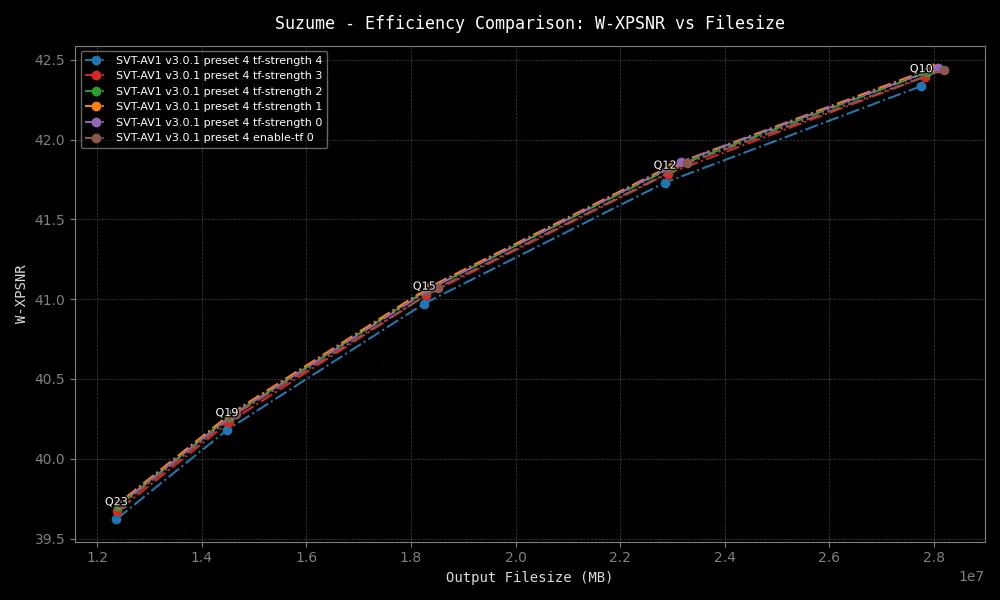 Suzume - Efficiency Comparison: W-XPSNR vs Filesize
42.5
42.0
41.5
41.0
40.5
40.0
39.5
W-XPSNR
SVT-AV1 v3.0.1 preset 4 tf-strength 4
SVT-AV1 v3.0.1 preset 4 tf-strength 3
SVT-AV1 v3.0.1 preset 4 tf-strength 2
SVT-AV1 v3.0.1 preset 4 tf-strength 1
SVT-AV1 v3.0.1 preset 4 tf-strength 0
SVT-AV1 v3.0.1 preset 4 enable-tf 0
Q10
Q12
Q15
Q19
Q23
1.2 1.4 1.6 1.8 2.0 2.2 2.4 2.6 2.8
1e7
Output Filesize (MB)